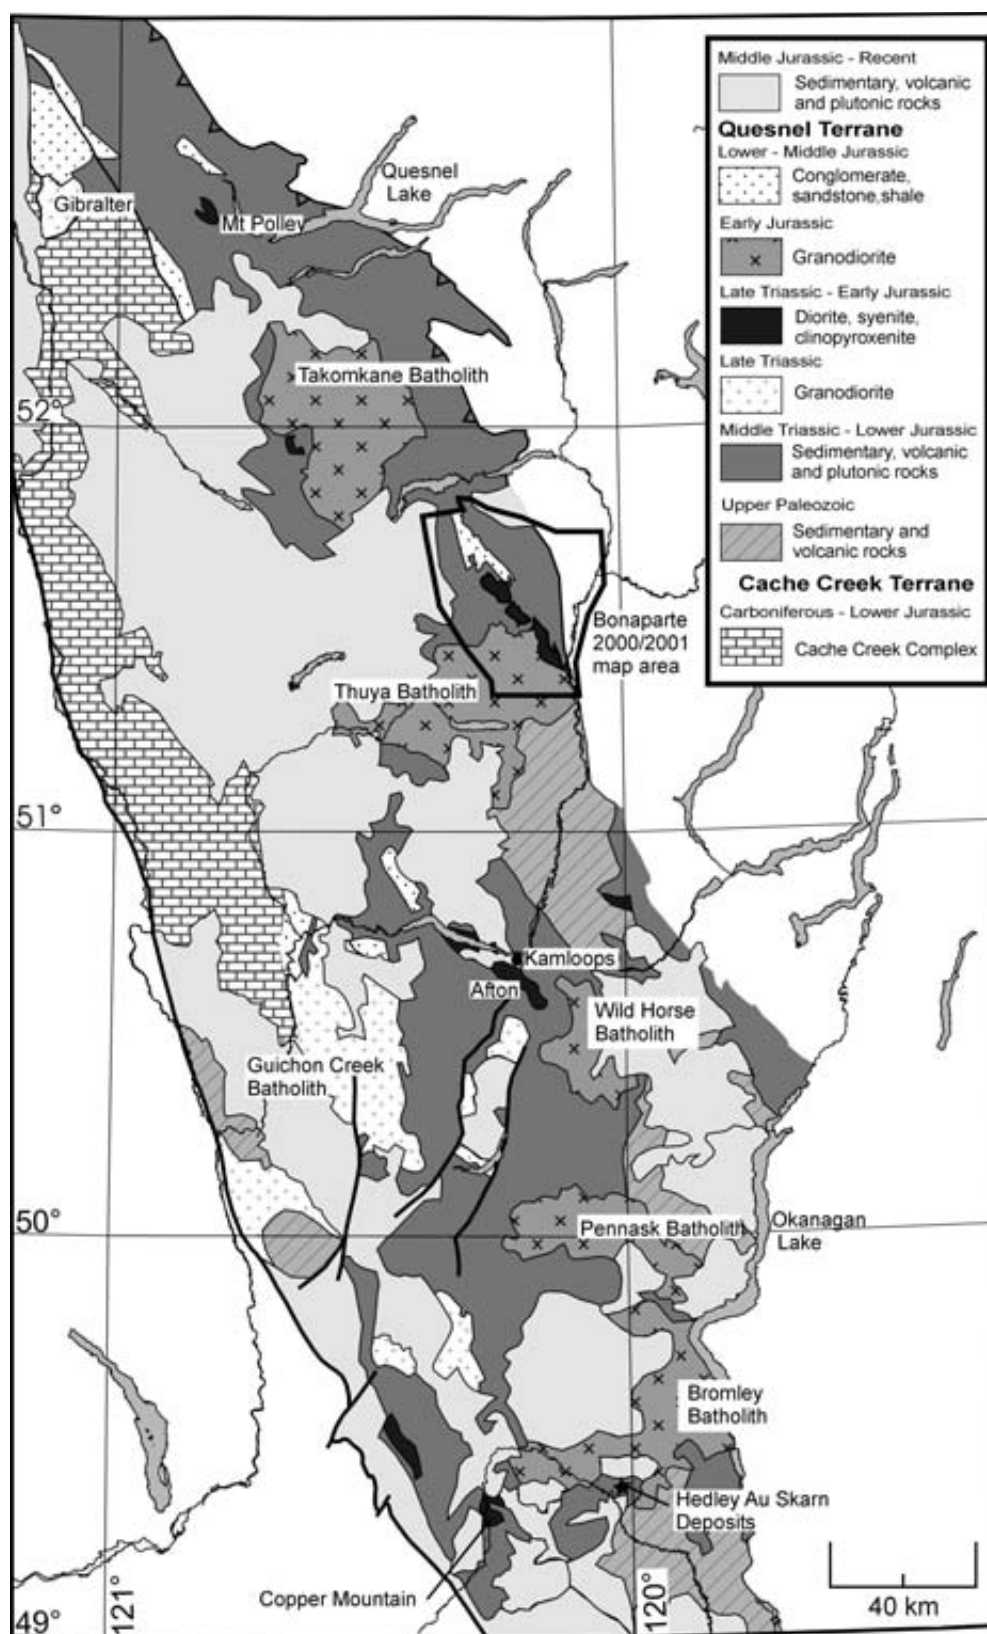 Middle Jurassic - Recent
Sedimentary, volcanic
and plutonic rocks
Quesnel Terrane
Lower - Middle Jurassic
Conglomerate,
sandstone,shale
Early Jurassic
Granodiorite
Late Triassic - Early Jurassic
Diorite, syenite,
clinopyroxenite
Late Triassic
Granodiorite
Middle Triassic - Lower Jurassic
Sedimentary, volcanic
and plutonic rocks
Upper Paleozoic
Sedimentary and
volcanic rocks
Cache Creek Terrane
Carboniferous - Lower Jurassic
Cache Creek Complex
Quesnel
Lake
Gibralter
Mt Polley
Takomkane Batholith
52°
Bonaparte
2000/2001
map area
Thuya Batholith
51°
Kamloops
Afton
Wild Horse
Batholith
Guichon Creek
Batholith
50°
Pennask Batholith
Okanagan
Lake
Bromley
Batholith
Hedley Au Skarn
Deposits
Copper Mountain
49°
121°
120°
40 km